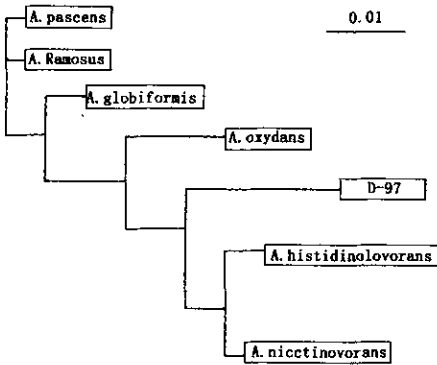 A. pascens
0.01
A. Ramosus
A. globiformis
A. oxydans
D-97
A. histidinolovorans
A. nicctinovorans